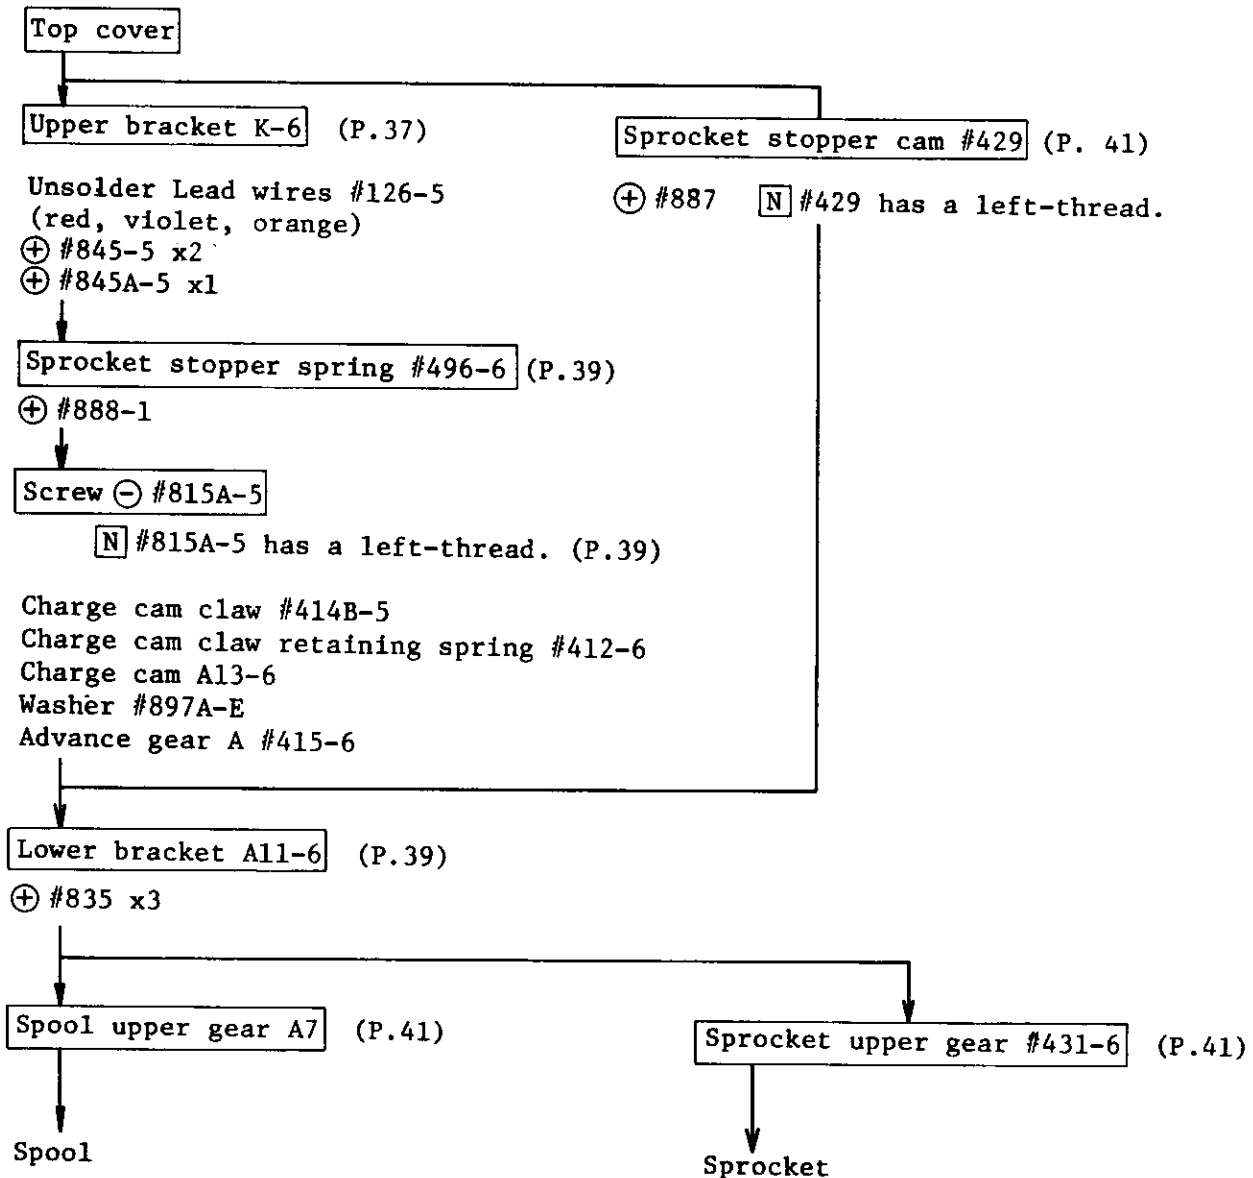 Top cover
Upper bracket K-6 (P.37)
Sprocket stopper cam #429 (P. 41)
Unsolder Lead wires #126-5
(red, violet, orange)
⊕ #845-5 x2
⊕ #845A-5 x1
⊕ #887 N #429 has a left-thread.
Sprocket stopper spring #496-6 (P.39)
⊕ #888-1
Screw ⊖ #815A-5
N #815A-5 has a left-thread. (P.39)
Charge cam claw #414B-5
Charge cam claw retaining spring #412-6
Charge cam A13-6
Washer #897A-E
Advance gear A #415-6
Lower bracket A11-6 (P.39)
⊕ #835 x3
Spool upper gear A7 (P.41)
Sprocket upper gear #431-6 (P.41)
Spool
Sprocket